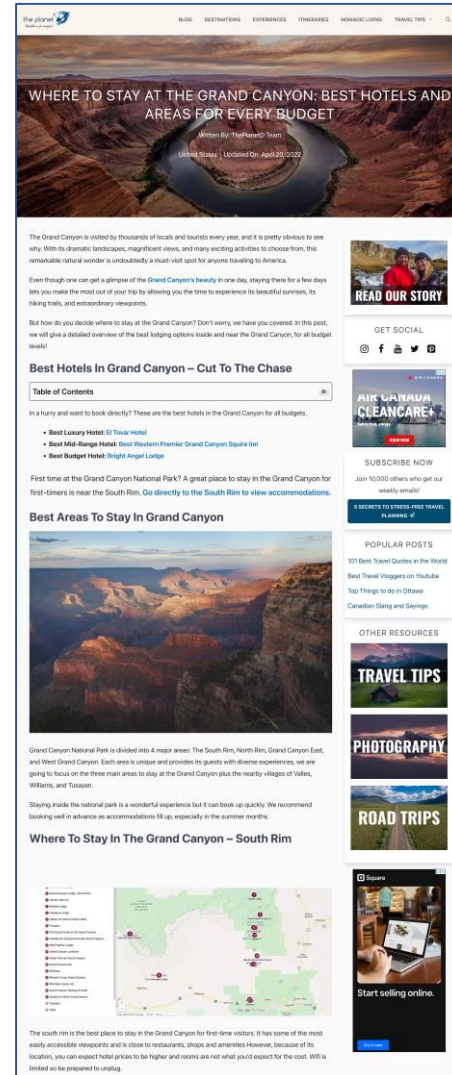 the planet D
BLOG DESTINATIONS EXPERIENCES ITINERARIES NOMADIC LIVING TRAVEL TIPS
WHERE TO STAY AT THE GRAND CANYON: BEST HOTELS AND
AREAS FOR EVERY BUDGET
Written By: ThePlanetD Team
United States | Updated On: April 20, 2022
The Grand Canyon is visited by thousands of locals and tourists every year, and it is pretty obvious to see
why. With its dramatic landscapes, magnificent views, and many exciting activities to choose from, this
remarkable natural wonder is undoubtedly a must-visit spot for anyone traveling to America.
Even though one can get a glimpse of the Grand Canyon's beauty in one day, staying there for a few days
lets you make the most out of your trip by allowing you the time to experience its beautiful sunrises, its
hiking trails, and extraordinary viewpoints.
But how do you decide where to stay at the Grand Canyon? Don't worry, we have you covered. In this post,
we will give a detailed overview of the best lodging options inside and near the Grand Canyon, for all budget
levels!
Best Hotels In Grand Canyon – Cut To The Chase
Table of Contents
In a hurry and want to book directly? These are the best hotels in the Grand Canyon for all budgets.
• Best Luxury Hotel: El Tovar Hotel
• Best Mid-Range Hotel: Best Western Premier Grand Canyon Squire Inn
• Best Budget Hotel: Bright Angel Lodge
First time at the Grand Canyon National Park? A great place to stay in the Grand Canyon for
first-timers is near the South Rim. Go directly to the South Rim to view accommodations.
Best Areas To Stay In Grand Canyon
Grand Canyon National Park is divided into 4 major areas: The South Rim, North Rim, Grand Canyon East,
and West Grand Canyon. Each area is unique and provides its guests with diverse experiences, we are
going to focus on the three main areas to stay at the Grand Canyon plus the nearby villages of Valles,
Williams, and Tusayan.
Staying inside the national park is a wonderful experience but it can book up quickly. We recommend
booking well in advance as accommodations fill up, especially in the summer months.
Where To Stay In The Grand Canyon – South Rim
The south rim is the best place to stay in the Grand Canyon for first-time visitors. It has some of the most
easily accessible viewpoints and is close to restaurants, shops and amenities However, because of its
location, you can expect hotel prices to be higher and rooms are not what you'd expect for the cost. Wifi is
limited so be prepared to unplug.
READ OUR STORY
GET SOCIAL
AIR CANADA
AIR CANADA
CLEANCARE+
BOOK NOW
SUBSCRIBE NOW
Join 10,000 others who get our
weekly emails!
5 SECRETS TO STRESS-FREE TRAVEL
PLANNING
POPULAR POSTS
101 Best Travel Quotes in the World
Best Travel Vloggers on Youtube
Top Things to do in Ottawa
Canadian Slang and Sayings
OTHER RESOURCES
TRAVEL TIPS
PHOTOGRAPHY
ROAD TRIPS
Square
Start selling online.